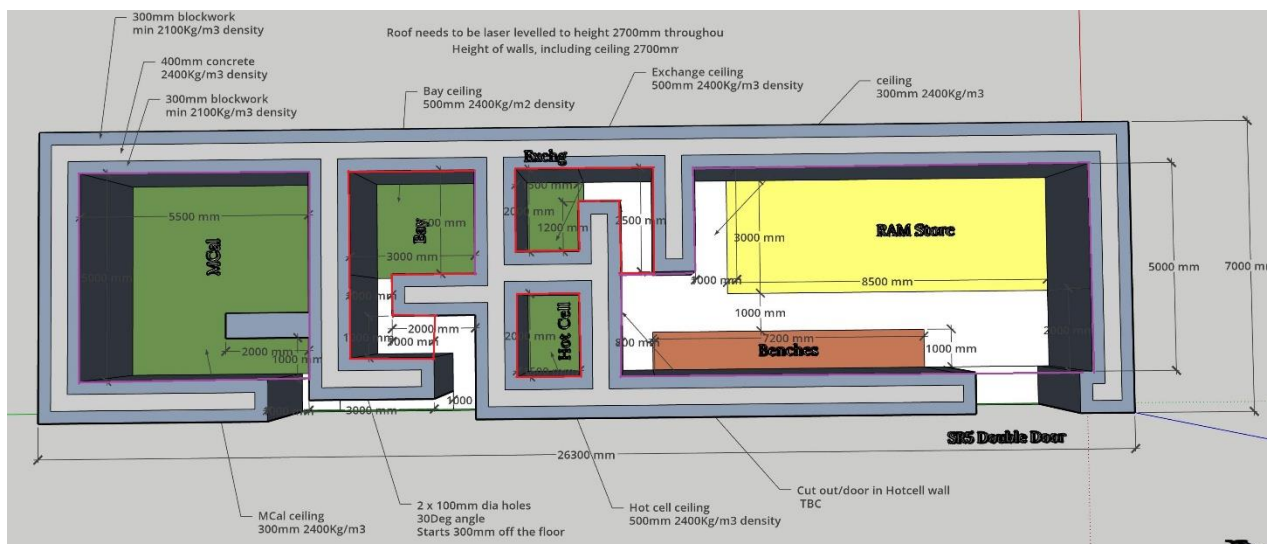 300mm blockwork
min 2100Kg/m3 density
Roof needs to be laser levelled to height 2700mm throughou
Height of walls, including ceiling 2700mm
400mm concrete
2400Kg/m3 density
300mm blockwork
min 2100Kg/m3 density
Bay ceiling
500mm 2400Kg/m2 density
Exchange ceiling
500mm 2400Kg/m3 density
ceiling
300mm 2400Kg/m3
Exchg
5500 mm
MCal
Bay
3000 mm
2500 mm
1200 mm
3000 mm
RAM Store
8500 mm
5000 mm
7000 mm
1000 mm
2000 mm
Hot Cell
800 mm
7200 mm
Benches
1000 mm
2000 mm
1000 mm
3000 mm
SR5 Double Door
26300 mm
MCal ceiling
300mm 2400Kg/m3
2 x 100mm dia holes
30Deg angle
Starts 300mm off the floor
Hot cell ceiling
500mm 2400Kg/m3 density
Cut out/door in Hotcell wall
TBC